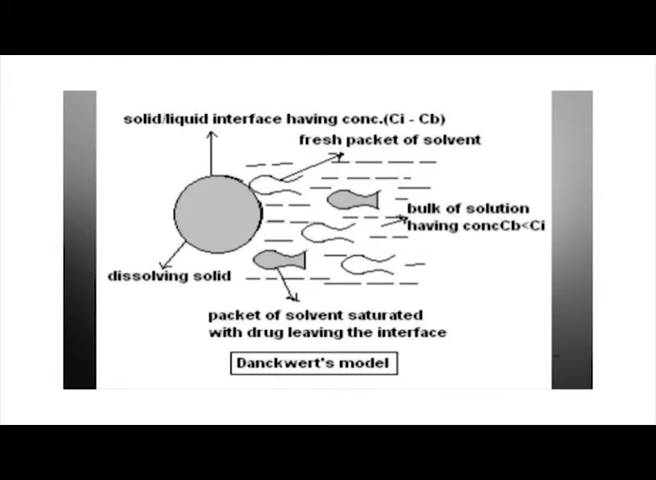 solid/liquid interface having conc.(Ci - Cb)
fresh packet of solvent
bulk of solution
having concCb<Ci
dissolving solid
packet of solvent saturated
with drug leaving the interface
Danckwert's model